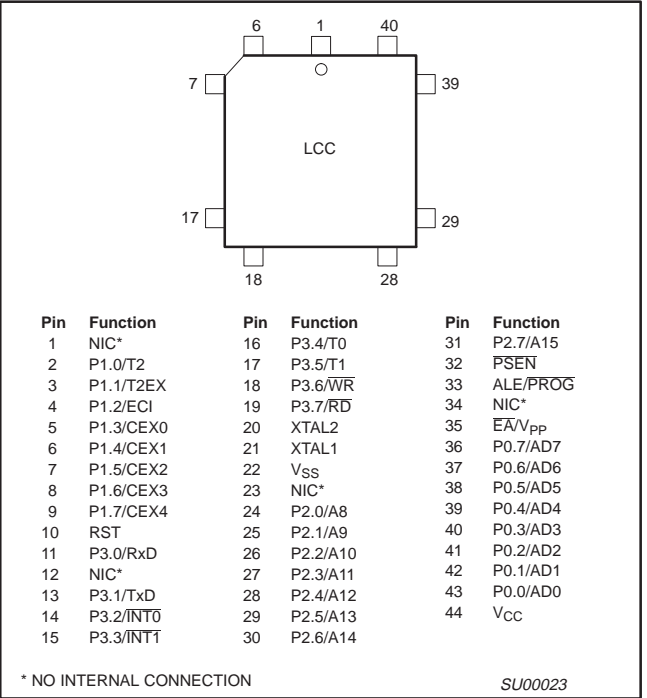 6 1 40
7 39
LCC
17 29
18 28
Pin Function Pin Function Pin Function
1 NIC* 16 P3.4/T0 31 P2.7/A15
2 P1.0/T2 17 P3.5/T1 32 P̅S̅E̅N̅
3 P1.1/T2EX 18 P3.6/W̅R̅ 33 ALE/P̅R̅O̅G̅
4 P1.2/ECI 19 P3.7/R̅D̅ 34 NIC*
5 P1.3/CEX0 20 XTAL2 35 E̅A̅/VPP
6 P1.4/CEX1 21 XTAL1 36 P0.7/AD7
7 P1.5/CEX2 22 VSS 37 P0.6/AD6
8 P1.6/CEX3 23 NIC* 38 P0.5/AD5
9 P1.7/CEX4 24 P2.0/A8 39 P0.4/AD4
10 RST 25 P2.1/A9 40 P0.3/AD3
11 P3.0/RxD 26 P2.2/A10 41 P0.2/AD2
12 NIC* 27 P2.3/A11 42 P0.1/AD1
13 P3.1/TxD 28 P2.4/A12 43 P0.0/AD0
14 P3.2/I̅N̅T̅0̅ 29 P2.5/A13 44 VCC
15 P3.3/I̅N̅T̅1̅ 30 P2.6/A14
* NO INTERNAL CONNECTION SU00023